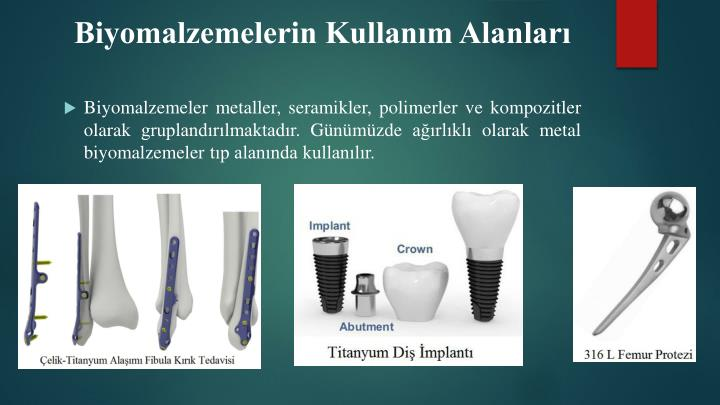 Biyomalzemelerin Kullanım Alanları
Biyomalzemeler metaller, seramikler, polimerler ve kompozitler
olarak gruplandırılmaktadır. Günümüzde ağırlıklı olarak metal
biyomalzemeler tıp alanında kullanılır.
Çelik-Titanyum Alaşımı Fibula Kırık Tedavisi
Implant
Crown
Abutment
Titanyum Diş İmplantı
316 L Femur Protezi